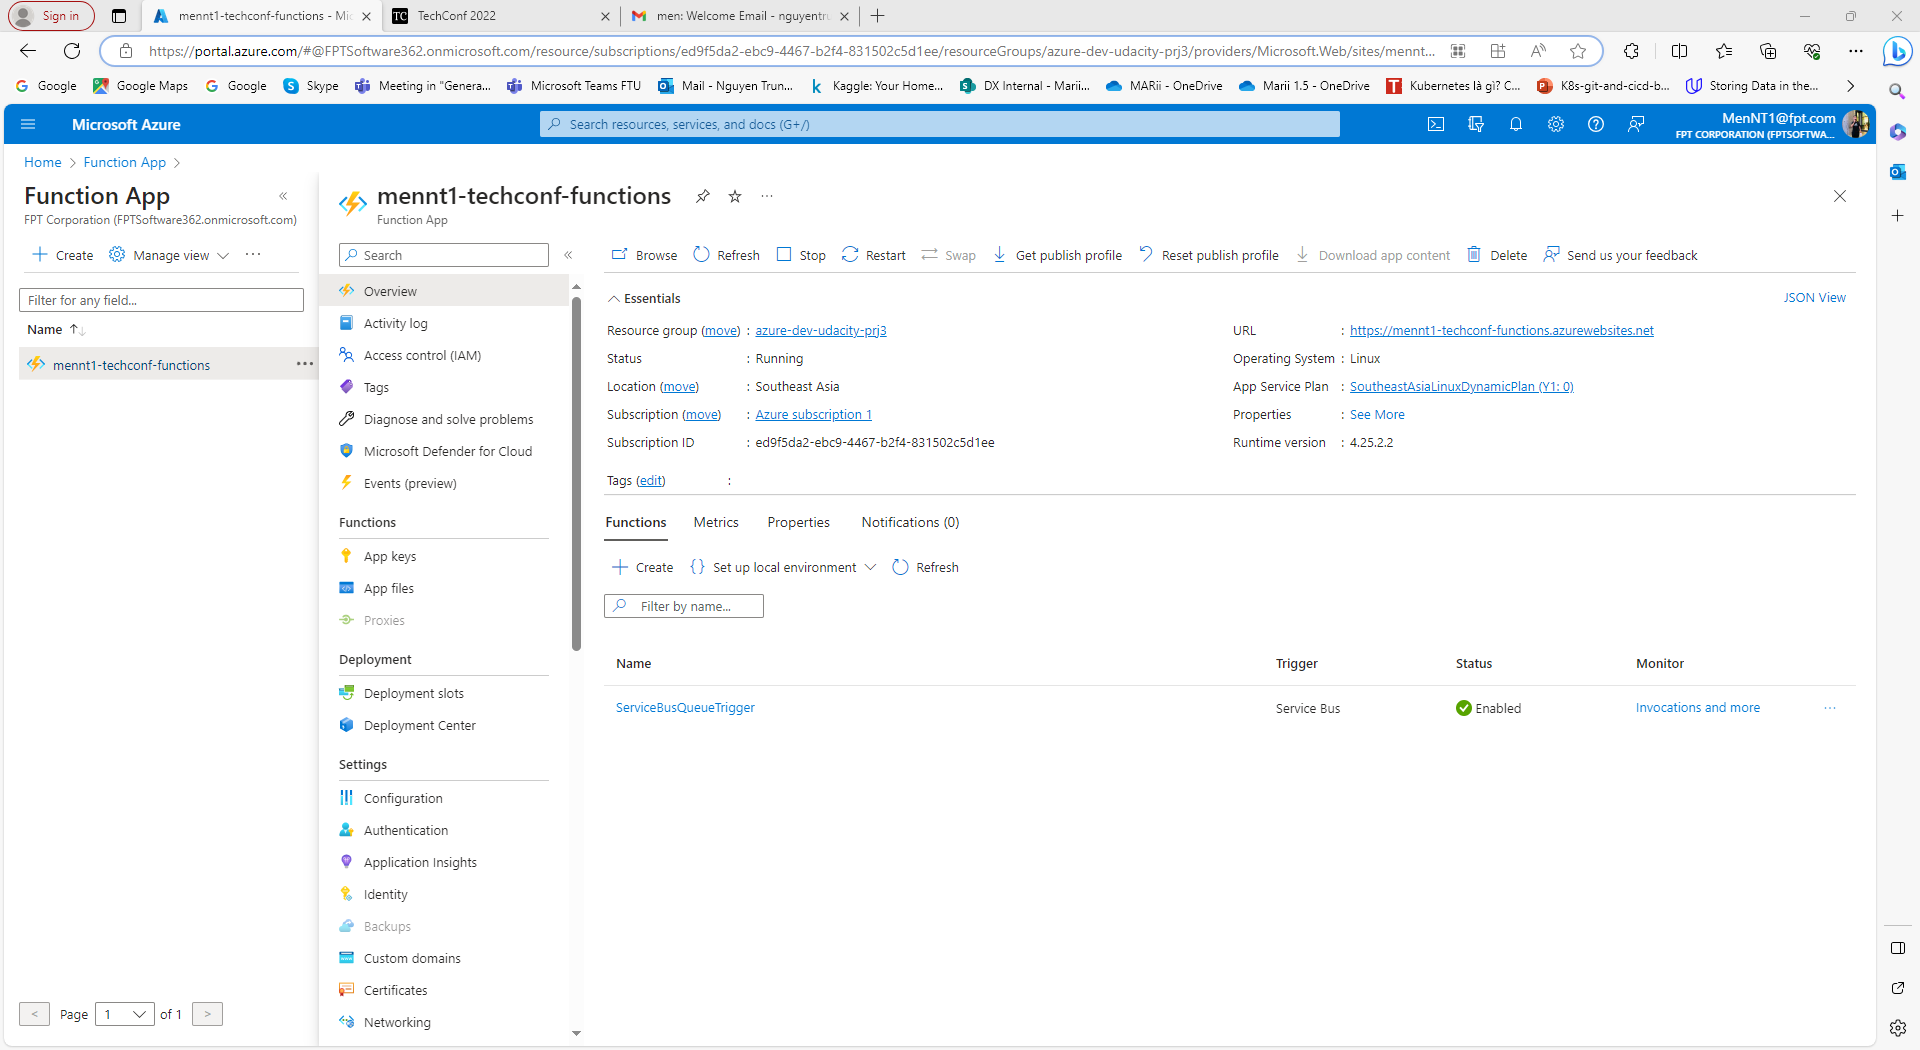 Sign in
mennt1-techconf-functions - Mic
TechConf 2022
men: Welcome Email - nguyentru
https://portal.azure.com/#@FPTSoftware362.onmicrosoft.com/resource/subscriptions/ed9f5da2-ebc9-4467-b2f4-831502c5d1ee/resourceGroups/azure-dev-udacity-prj3/providers/Microsoft.Web/sites/mennt...
Google
Google Maps
Google
Skype
Meeting in "Genera...
Microsoft Teams FTU
Mail - Nguyen Trun...
Kaggle: Your Home...
DX Internal - Marii...
MARii - OneDrive
Marii 1.5 - OneDrive
Kubernetes là gì? C...
K8s-git-and-cicd-b...
Storing Data in the...
Microsoft Azure
Search resources, services, and docs (G+/)
MenNT1@fpt.com
FPT CORPORATION (FPTSOFTWA...
Home > Function App >
Function App
FPT Corporation (FPTSoftware362.onmicrosoft.com)
Create
Manage view
Filter for any field...
Name
mennt1-techconf-functions
< Page 1 of 1 >
mennt1-techconf-functions
Function App
Search
Overview
Activity log
Access control (IAM)
Tags
Diagnose and solve problems
Microsoft Defender for Cloud
Events (preview)
Functions
App keys
App files
Proxies
Deployment
Deployment slots
Deployment Center
Settings
Configuration
Authentication
Application Insights
Identity
Backups
Custom domains
Certificates
Networking
Browse
Refresh
Stop
Restart
Swap
Get publish profile
Reset publish profile
Download app content
Delete
Send us your feedback
Essentials
JSON View
Resource group (move) : azure-dev-udacity-prj3
Status : Running
Location (move) : Southeast Asia
Subscription (move) : Azure subscription 1
Subscription ID : ed9f5da2-ebc9-4467-b2f4-831502c5d1ee
URL : https://mennt1-techconf-functions.azurewebsites.net
Operating System : Linux
App Service Plan : SoutheastAsiaLinuxDynamicPlan (Y1: 0)
Properties : See More
Runtime version : 4.25.2.2
Tags (edit) :
Functions
Metrics
Properties
Notifications (0)
Create
Set up local environment
Refresh
Filter by name...
Name Trigger Status Monitor
ServiceBusQueueTrigger Service Bus Enabled Invocations and more